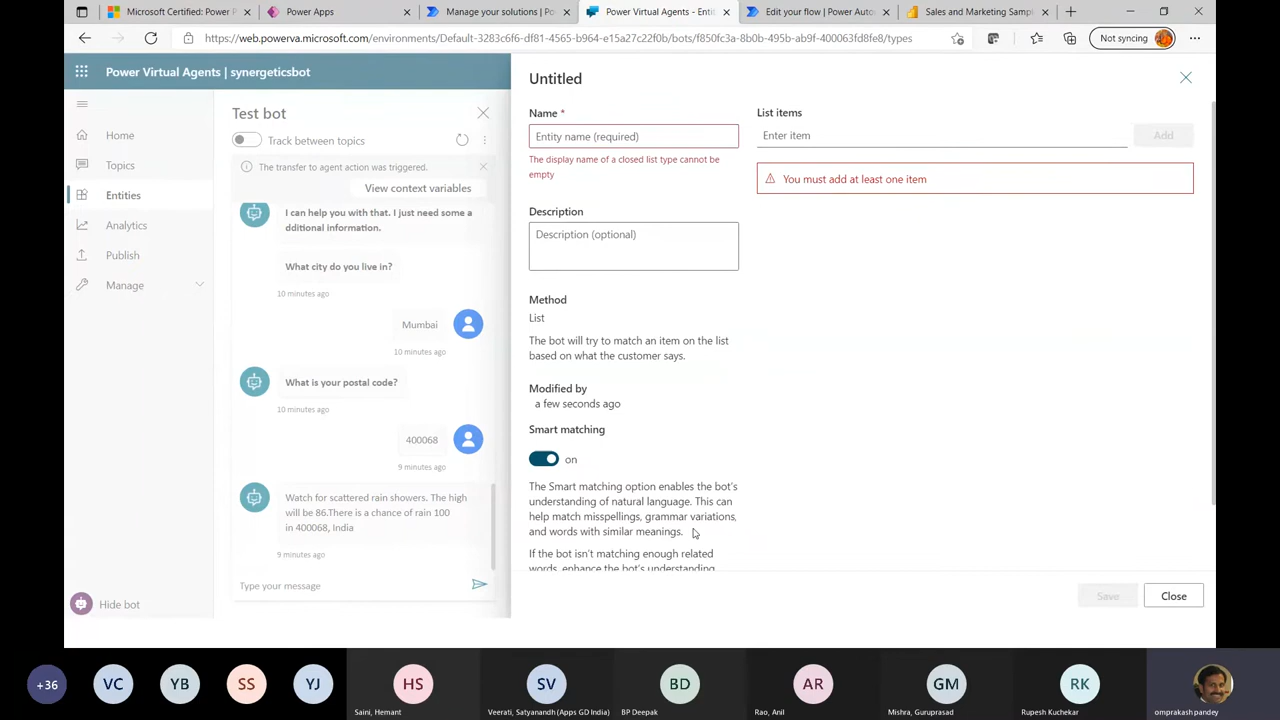 Microsoft Certified: Power P
Power Apps
Manage your solutions | Po
Power Virtual Agents - Entiti
Edit your flow | Power Autom
Sales and Marketing Sampl
https://web.powerva.microsoft.com/environments/Default-3283c6f6-df81-4565-b964-e15a27c22f0b/bots/f850fc3a-8b0b-495b-ab9f-400063fd8fe8/types
Not syncing
Power Virtual Agents | synergeticsbot
Home
Topics
Entities
Analytics
Publish
Manage
Hide bot
Test bot
Track between topics
The transfer to agent action was triggered.
View context variables
I can help you with that. I just need some a
dditional information.
What city do you live in?
10 minutes ago
Mumbai
10 minutes ago
What is your postal code?
10 minutes ago
400068
9 minutes ago
Watch for scattered rain showers. The high
will be 86.There is a chance of rain 100
in 400068, India
9 minutes ago
Type your message
Untitled
Name *
Entity name (required)
The display name of a closed list type cannot be
empty
Description
Description (optional)
Method
List
The bot will try to match an item on the list
based on what the customer says.
Modified by
a few seconds ago
Smart matching
on
The Smart matching option enables the bot's
understanding of natural language. This can
help match misspellings, grammar variations,
and words with similar meanings.
If the bot isn't matching enough related
words, enhance the bot's understanding
List items
Enter item
Add
You must add at least one item
Save
Close
+36
VC
YB
SS
YJ
HS
Saini, Hemant
SV
Veerati, Satyanandh (Apps GD India)
BD
BP Deepak
AR
Rao, Anil
GM
Mishra, Guruprasad
RK
Rupesh Kuchekar
omprakash pandey